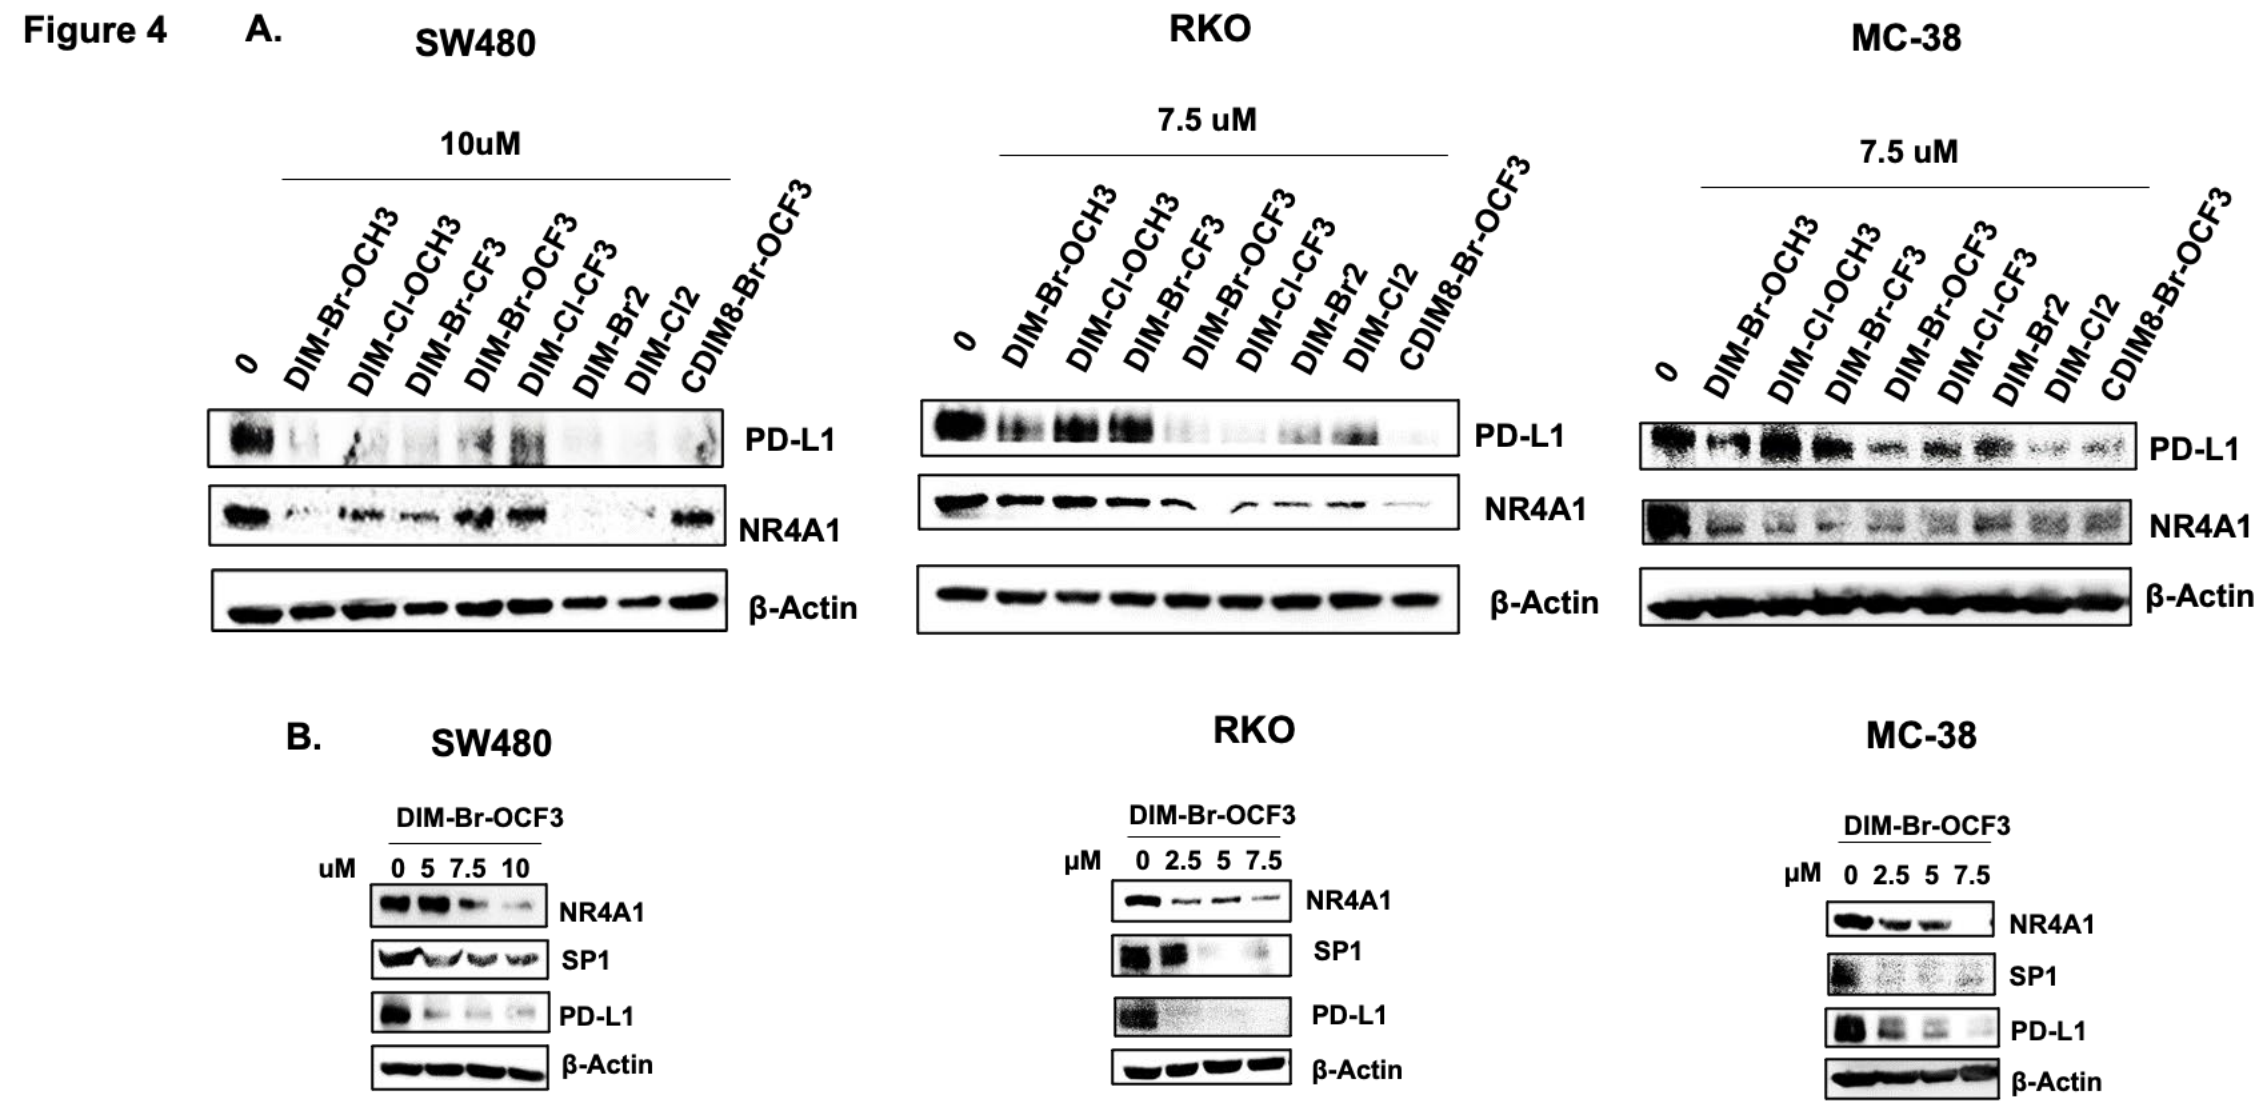 Figure 4
A.
SW480
10uM
0
DIM-Br-OCH3
DIM-Cl-OCH3
DIM-Br-CF3
DIM-Br-OCF3
DIM-Cl-CF3
DIM-Br2
DIM-Cl2
CDIM8-Br-OCF3
PD-L1
NR4A1
β-Actin
RKO
7.5 uM
0
DIM-Br-OCH3
DIM-Cl-OCH3
DIM-Br-CF3
DIM-Br-OCF3
DIM-Cl-CF3
DIM-Br2
DIM-Cl2
CDIM8-Br-OCF3
PD-L1
NR4A1
β-Actin
MC-38
7.5 uM
0
DIM-Br-OCH3
DIM-Cl-OCH3
DIM-Br-CF3
DIM-Br-OCF3
DIM-Cl-CF3
DIM-Br2
DIM-Cl2
CDIM8-Br-OCF3
PD-L1
NR4A1
β-Actin
B.
SW480
DIM-Br-OCF3
uM 0 5 7.5 10
NR4A1
SP1
PD-L1
β-Actin
RKO
DIM-Br-OCF3
µM 0 2.5 5 7.5
NR4A1
SP1
PD-L1
β-Actin
MC-38
DIM-Br-OCF3
µM 0 2.5 5 7.5
NR4A1
SP1
PD-L1
β-Actin